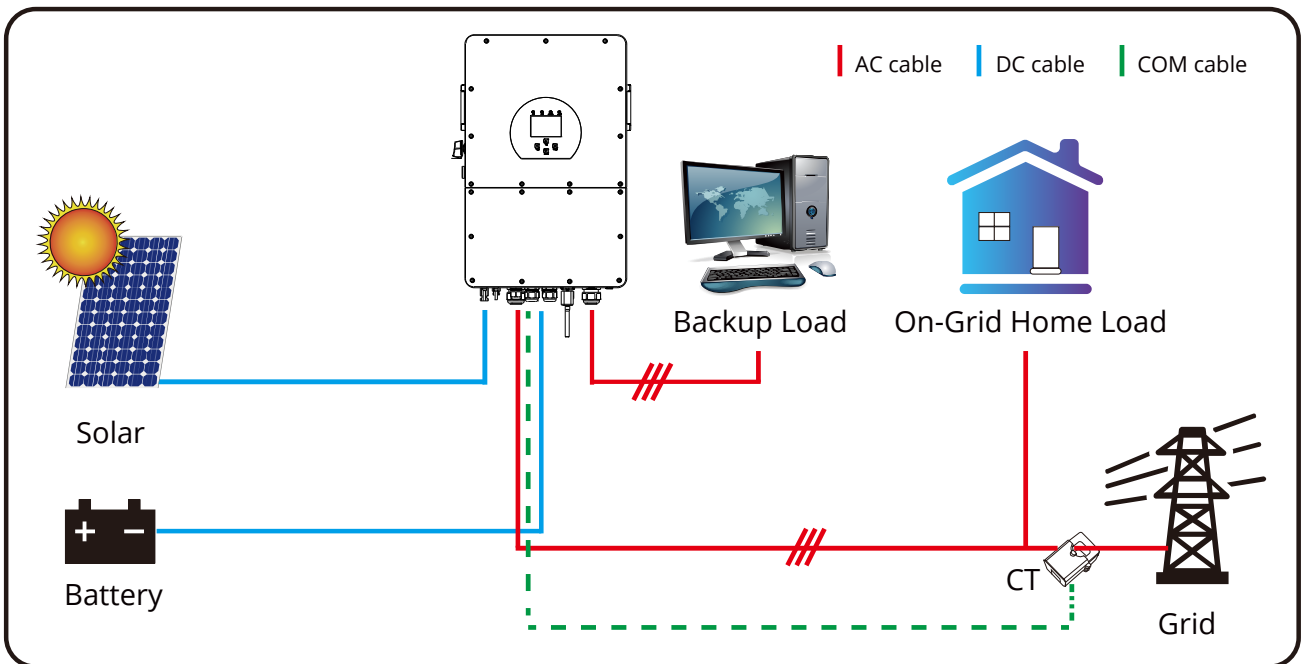 AC cable
DC cable
COM cable
Backup Load
On-Grid Home Load
Solar
Battery
CT
Grid